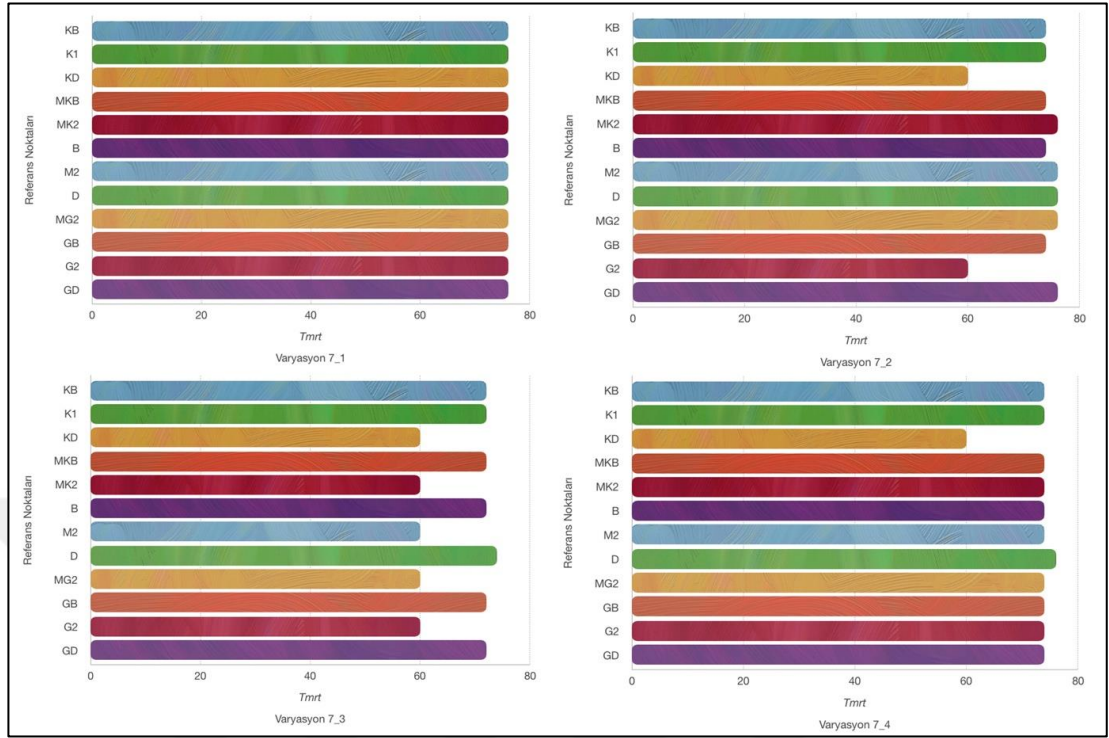 Referans Noktaları
KB
K1
KD
MKB
MK2
B
M2
D
MG2
GB
G2
GD
0 20 40 60 80
Tmrt
Varyasyon 7_1
Referans Noktaları
KB
K1
KD
MKB
MK2
B
M2
D
MG2
GB
G2
GD
0 20 40 60 80
Tmrt
Varyasyon 7_2
Referans Noktaları
KB
K1
KD
MKB
MK2
B
M2
D
MG2
GB
G2
GD
0 20 40 60 80
Tmrt
Varyasyon 7_3
Referans Noktaları
KB
K1
KD
MKB
MK2
B
M2
D
MG2
GB
G2
GD
0 20 40 60 80
Tmrt
Varyasyon 7_4